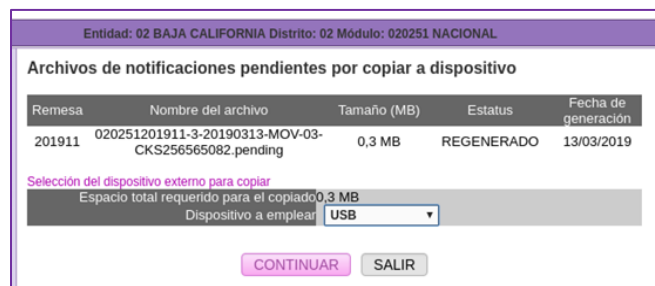 Entidad: 02 BAJA CALIFORNIA Distrito: 02 Módulo: 020251 NACIONAL
Archivos de notificaciones pendientes por copiar a dispositivo
Remesa Nombre del archivo Tamaño (MB) Estatus Fecha de generación
201911 020251201911-3-20190313-MOV-03-CKS256565082.pending 0,3 MB REGENERADO 13/03/2019
Selección del dispositivo externo para copiar
Espacio total requerido para el copiado0,3 MB
Dispositivo a emplear USB
CONTINUAR SALIR